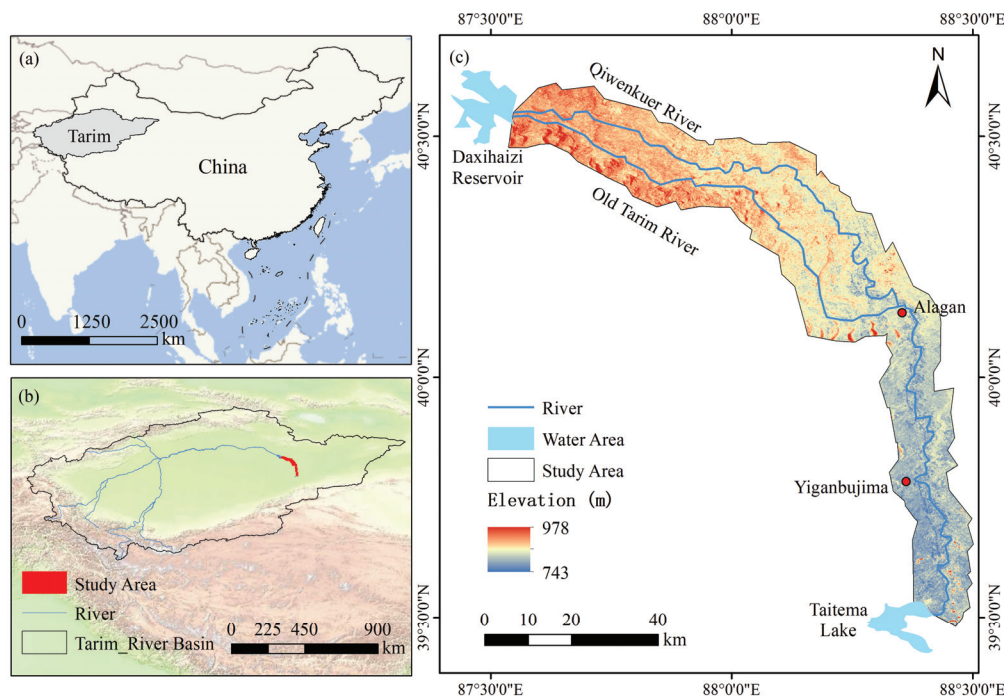 (a)
Tarim
China
0 1250 2500
km
(b)
Study Area
River
Tarim_River Basin
0 225 450 900
km
87°30'0"E 88°00'0"E 88°30'0"E
(c)
N
Qiwenkuer River
40°30'0"N
40°30'0"N
Daxihaizi
Reservoir
Old Tarim River
Alagan
40°0'0"N
40°0'0"N
River
Water Area
Study Area
Elevation (m)
978
743
Yiganbujima
0 10 20 40
km
Taitema
Lake
39°30'0"N
39°30'0"N
87°30'0"E 88°00'0"E 88°30'0"E